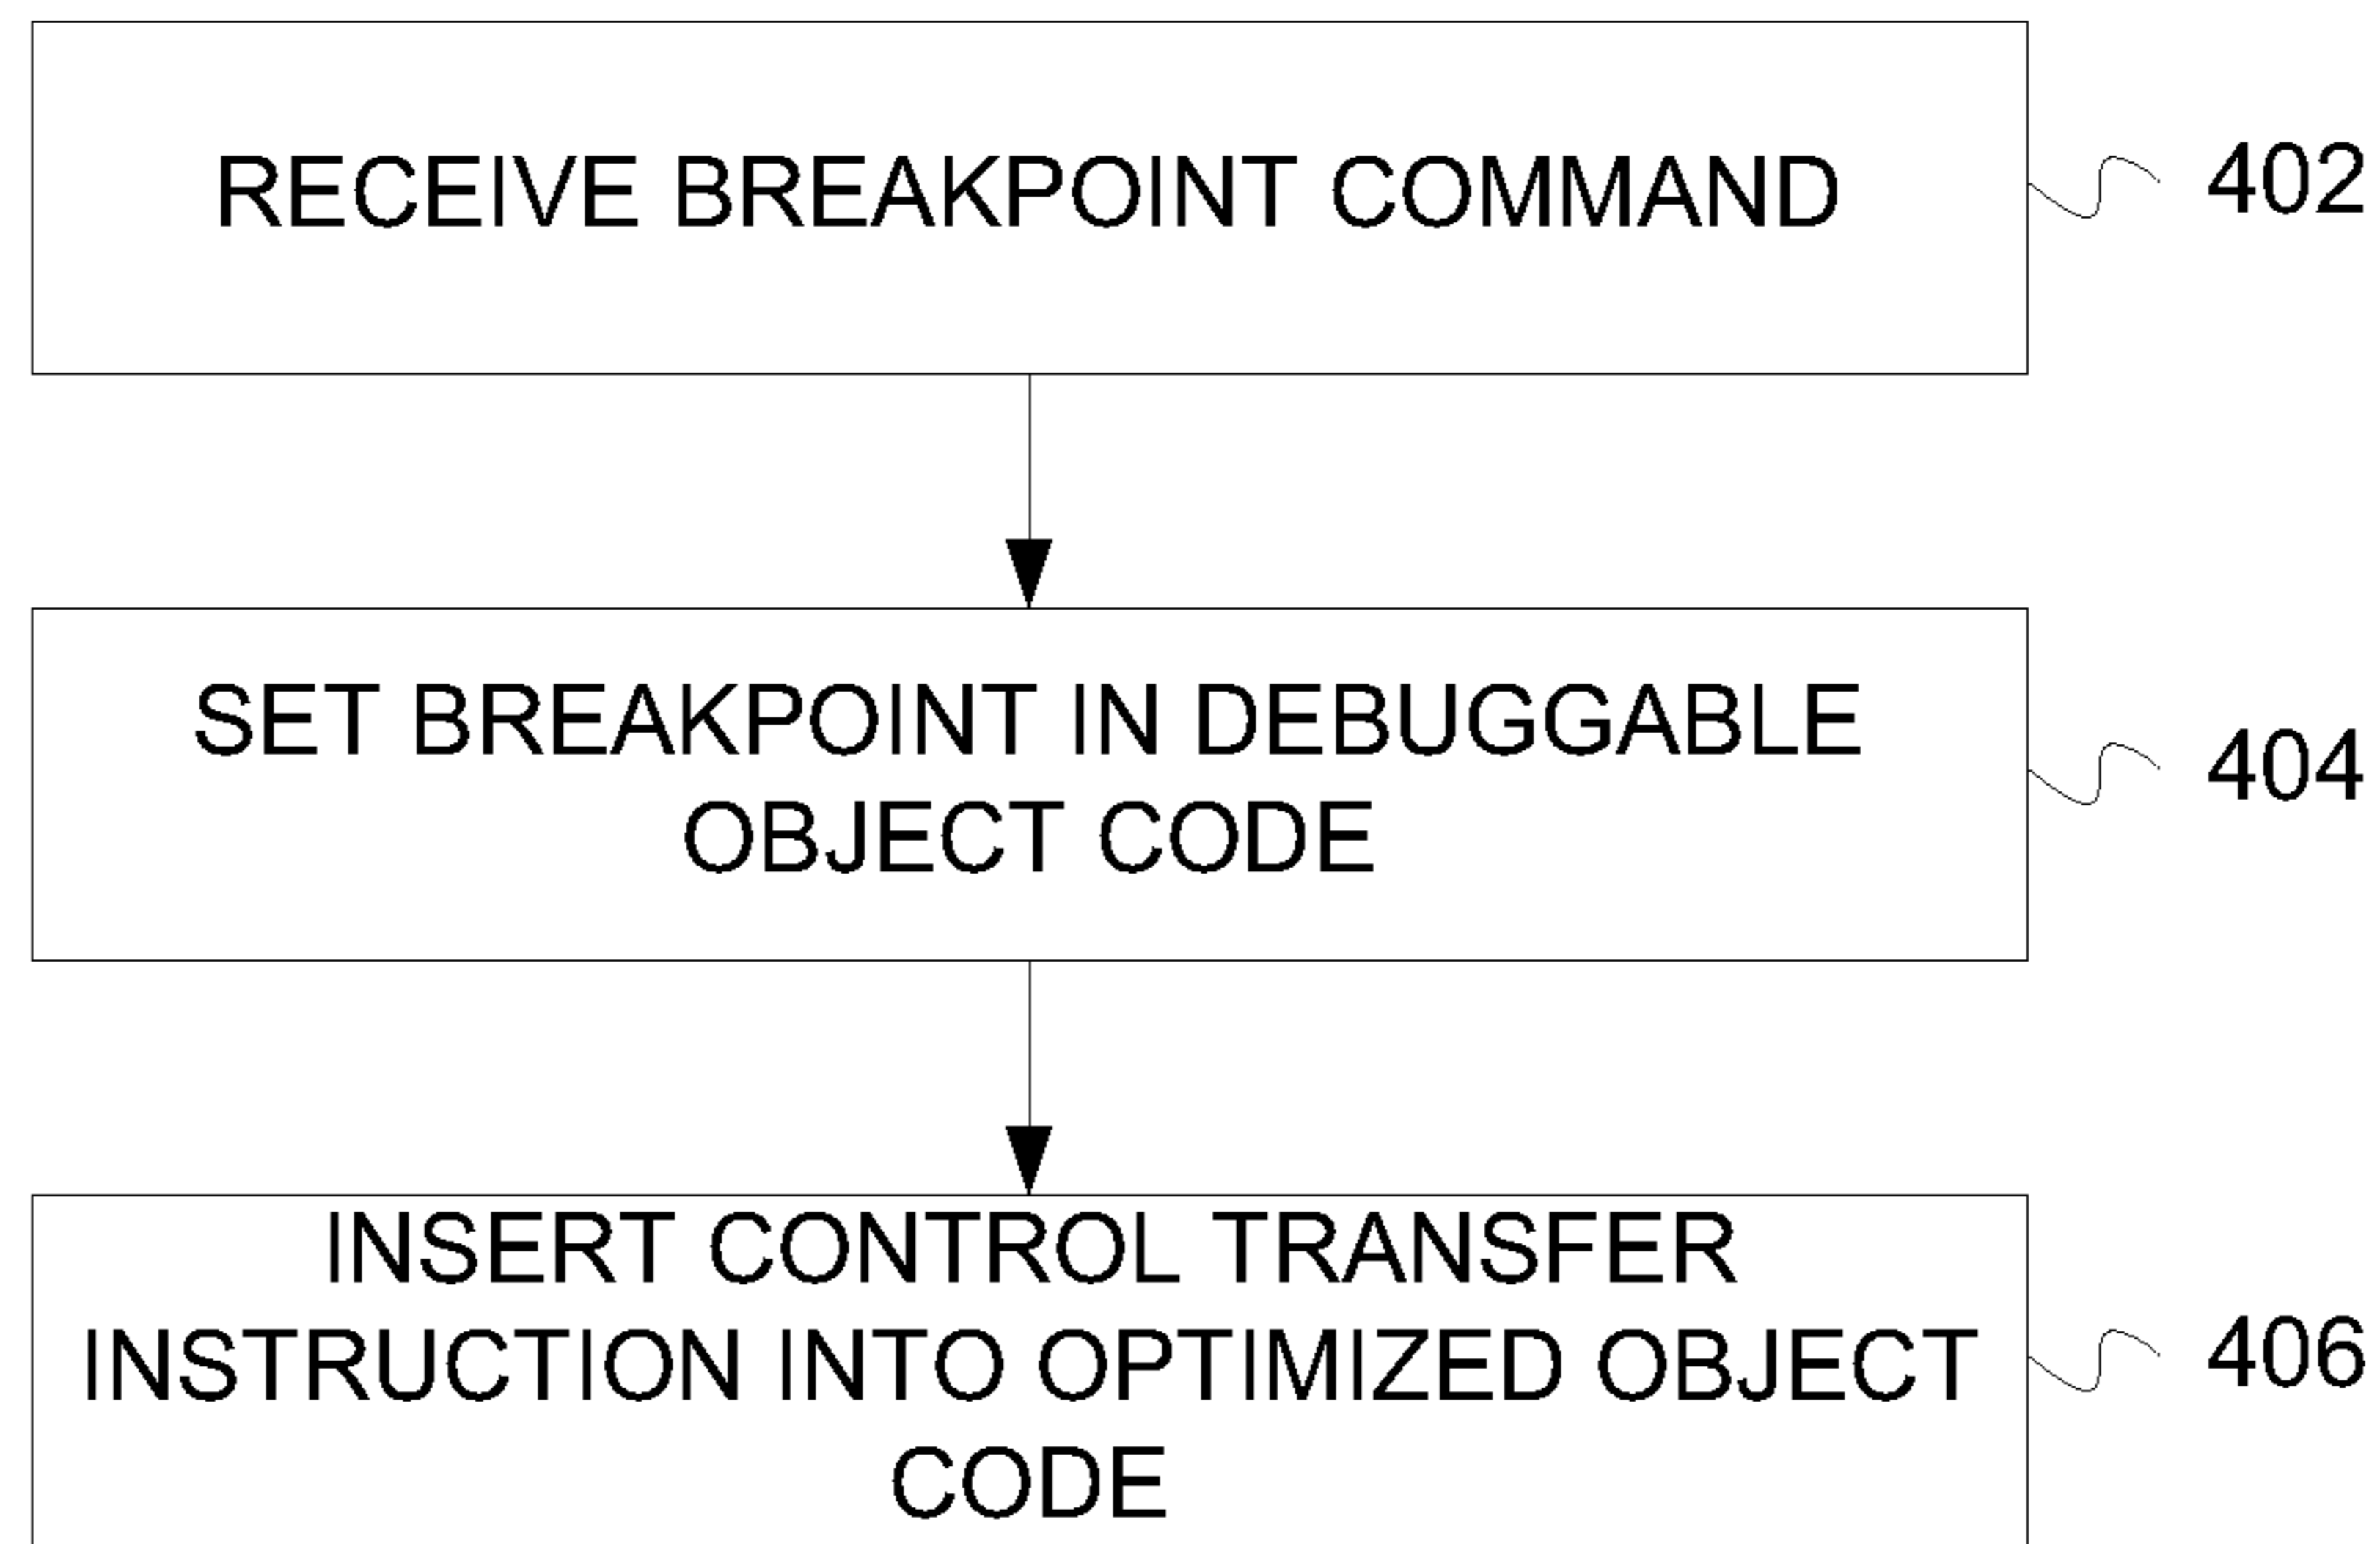 RECEIVE BREAKPOINT COMMAND
402
SET BREAKPOINT IN DEBUGGABLE
OBJECT CODE
404
INSERT CONTROL TRANSFER
INSTRUCTION INTO OPTIMIZED OBJECT
CODE
406